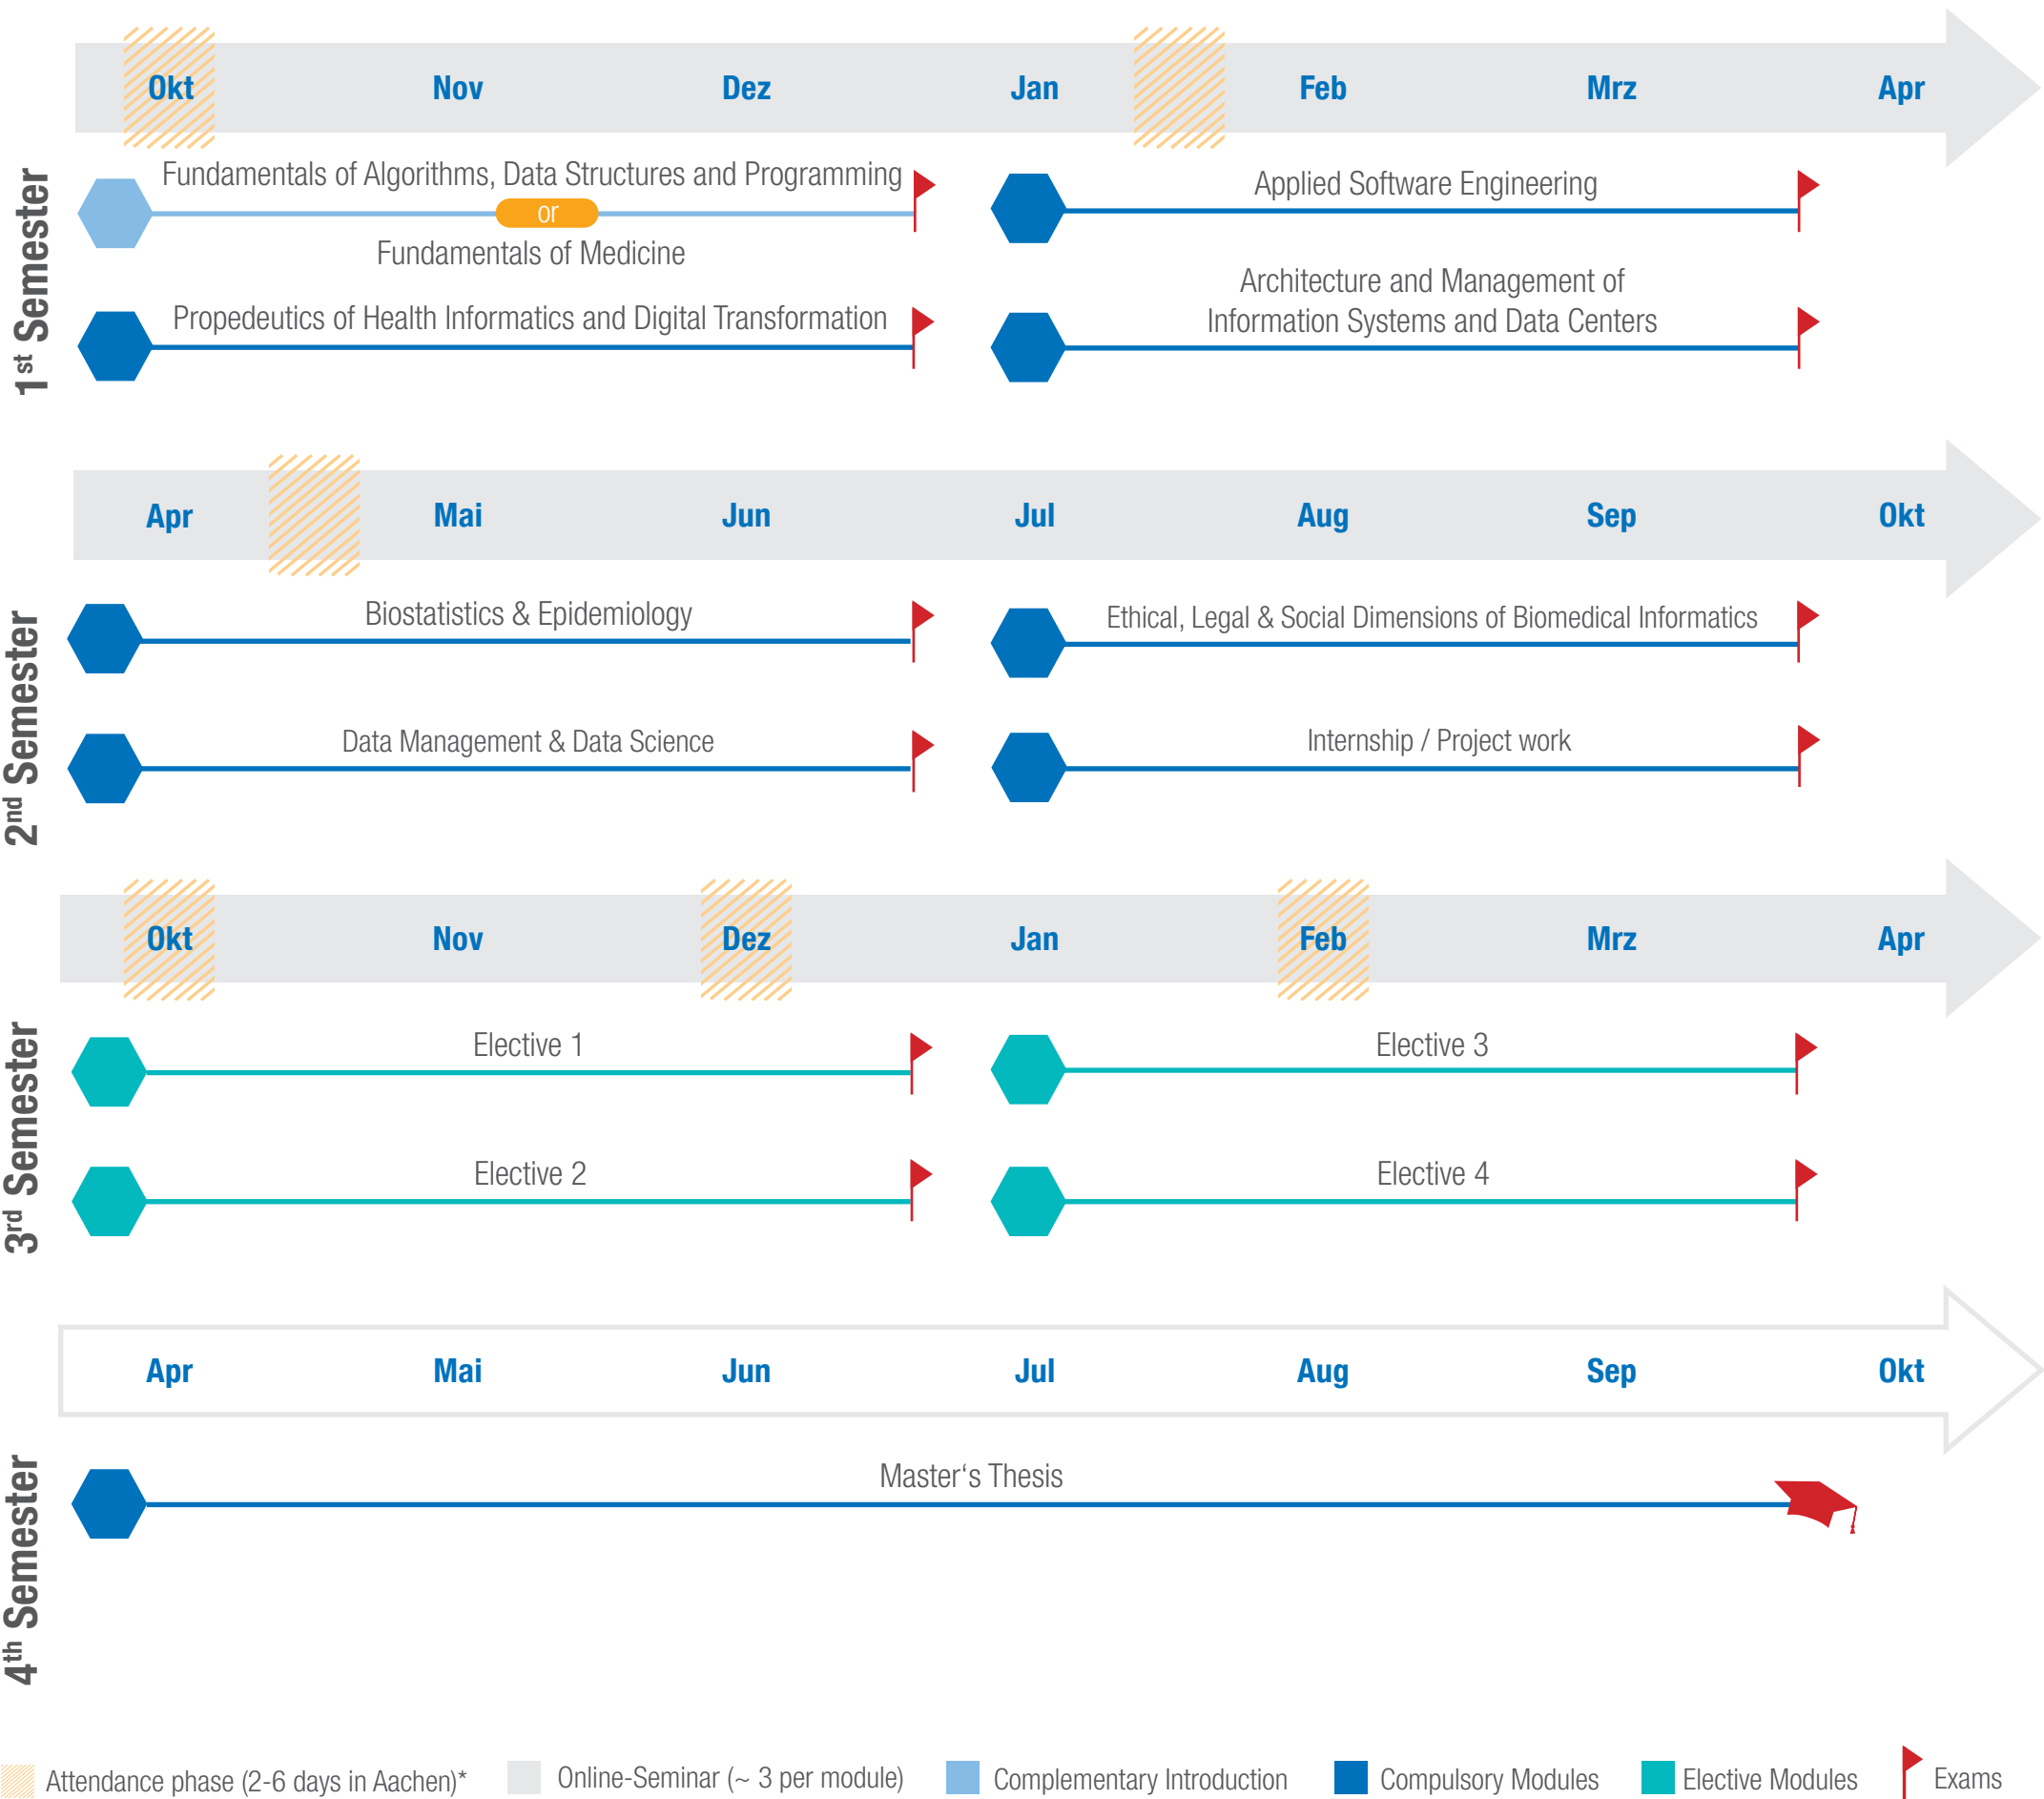 Okt Nov Dez Jan Feb Mrz Apr
1st Semester
Fundamentals of Algorithms, Data Structures and Programming
or
Fundamentals of Medicine
Propedeutics of Health Informatics and Digital Transformation
Applied Software Engineering
Architecture and Management of
Information Systems and Data Centers
Apr Mai Jun Jul Aug Sep Okt
2nd Semester
Biostatistics & Epidemiology
Data Management & Data Science
Ethical, Legal & Social Dimensions of Biomedical Informatics
Internship / Project work
Okt Nov Dez Jan Feb Mrz Apr
3rd Semester
Elective 1
Elective 2
Elective 3
Elective 4
Apr Mai Jun Jul Aug Sep Okt
4th Semester
Master‘s Thesis
Attendance phase (2-6 days in Aachen)*
Online-Seminar (~ 3 per module)
Complementary Introduction
Compulsory Modules
Elective Modules
Exams